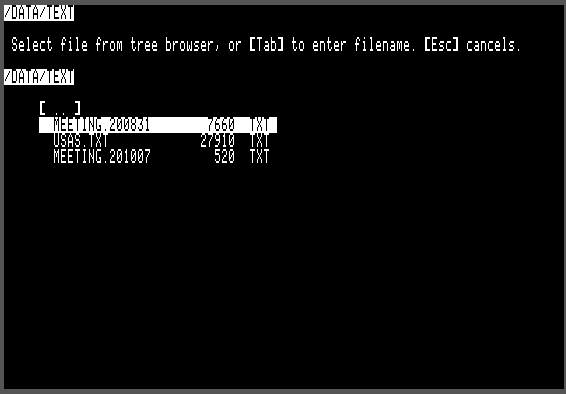 /DATA/TEXT
Select file from tree browser, or [Tab] to enter filename. [Esc] cancels.
/DATA/TEXT
[ .. ]
MEETING.200831 7660 TXT
USAS.TXT 27910 TXT
MEETING.201007 520 TXT